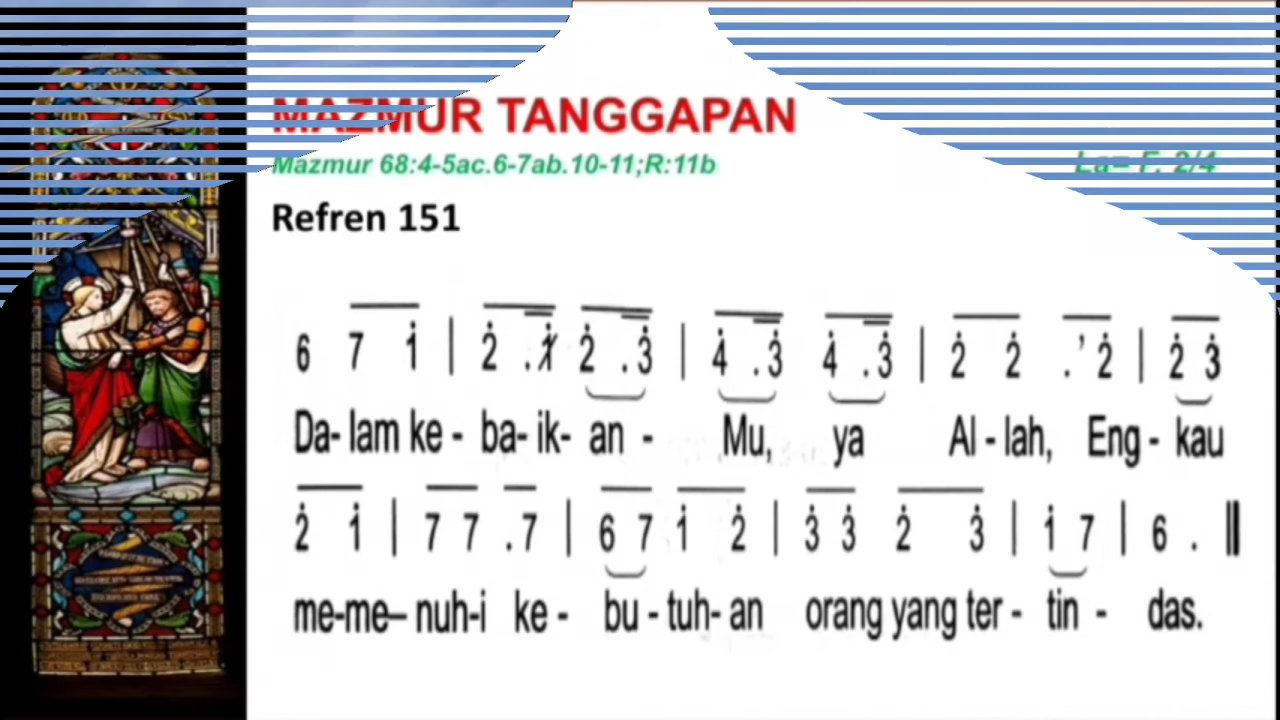 MAZMUR TANGGAPAN
Mazmur 68:4-5ac.6-7ab.10-11;R:11b
La= F. 2/4
Refren 151
6 7 1̇ | 2̇ .1̇ 2̇ .3̇ | 4̇ .3̇ 4̇ .3̇ | 2̇ 2̇ .’ 2̇ | 2̇ 3̇
Da- lam ke - ba- ik- an - Mu, ya Al - lah, Eng - kau
2̇ 1̇ | 7 7 .7 | 6 7 1̇ 2̇ | 3̇ 3̇ 2̇ 3̇ | 1̇ 7 | 6 . ||
me-me– nuh-i ke - bu - tuh- an orang yang ter - tin - das.